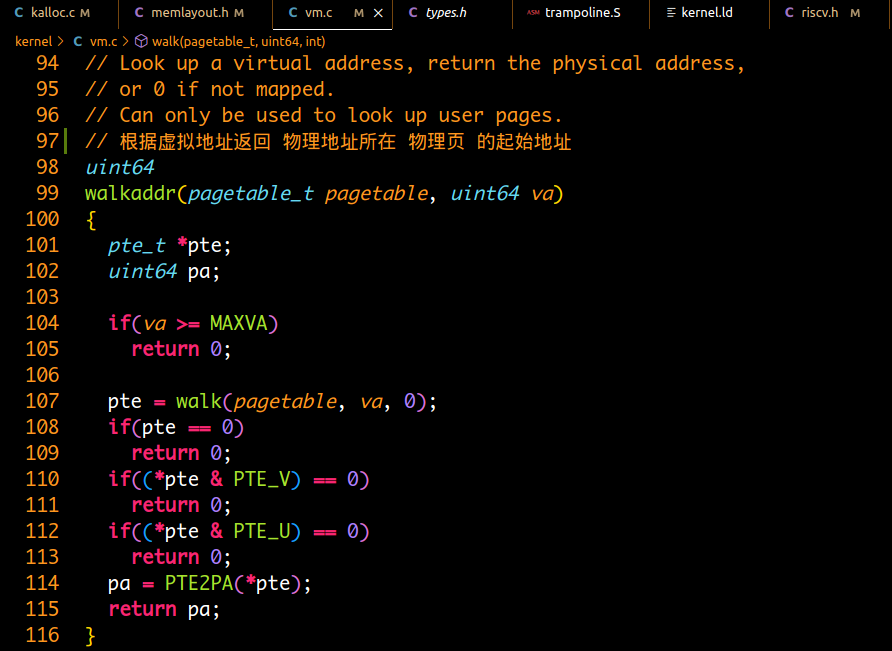 C kalloc.c M C memlayout.h M C vm.c M × C types.h ASM trampoline.S kernel.ld C riscv.h M
kernel > C vm.c > walk(pagetable_t, uint64, int)
94 // Look up a virtual address, return the physical address,
95 // or 0 if not mapped.
96 // Can only be used to look up user pages.
97 // 根据虚拟地址返回 物理地址所在 物理页 的起始地址
98 uint64
99 walkaddr(pagetable_t pagetable, uint64 va)
100 {
101   pte_t *pte;
102   uint64 pa;
103
104   if(va >= MAXVA)
105     return 0;
106
107   pte = walk(pagetable, va, 0);
108   if(pte == 0)
109     return 0;
110   if((*pte & PTE_V) == 0)
111     return 0;
112   if((*pte & PTE_U) == 0)
113     return 0;
114   pa = PTE2PA(*pte);
115   return pa;
116 }